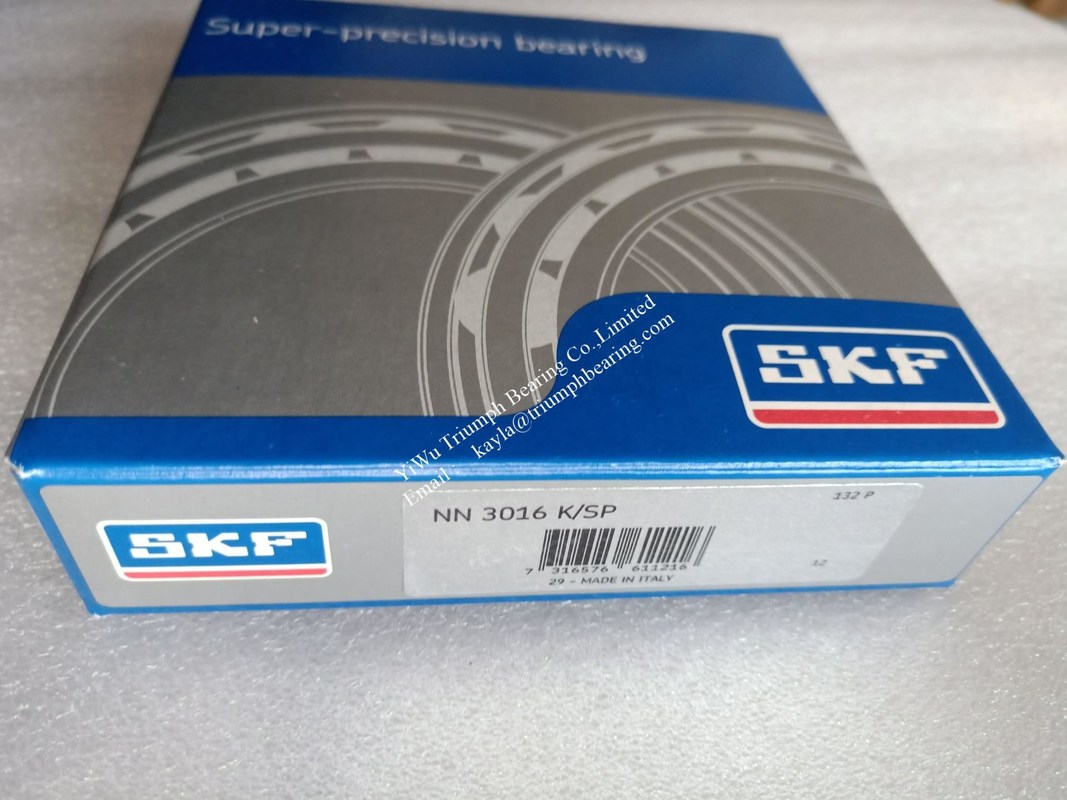 Super-precision bearing
SKF
YiWu Triumph Bearing Co.,Limited
Email: kayla@triumphbearing.com
SKF
132 P
NN 3016 K/SP
7 316576 611216
12
29 - MADE IN ITALY